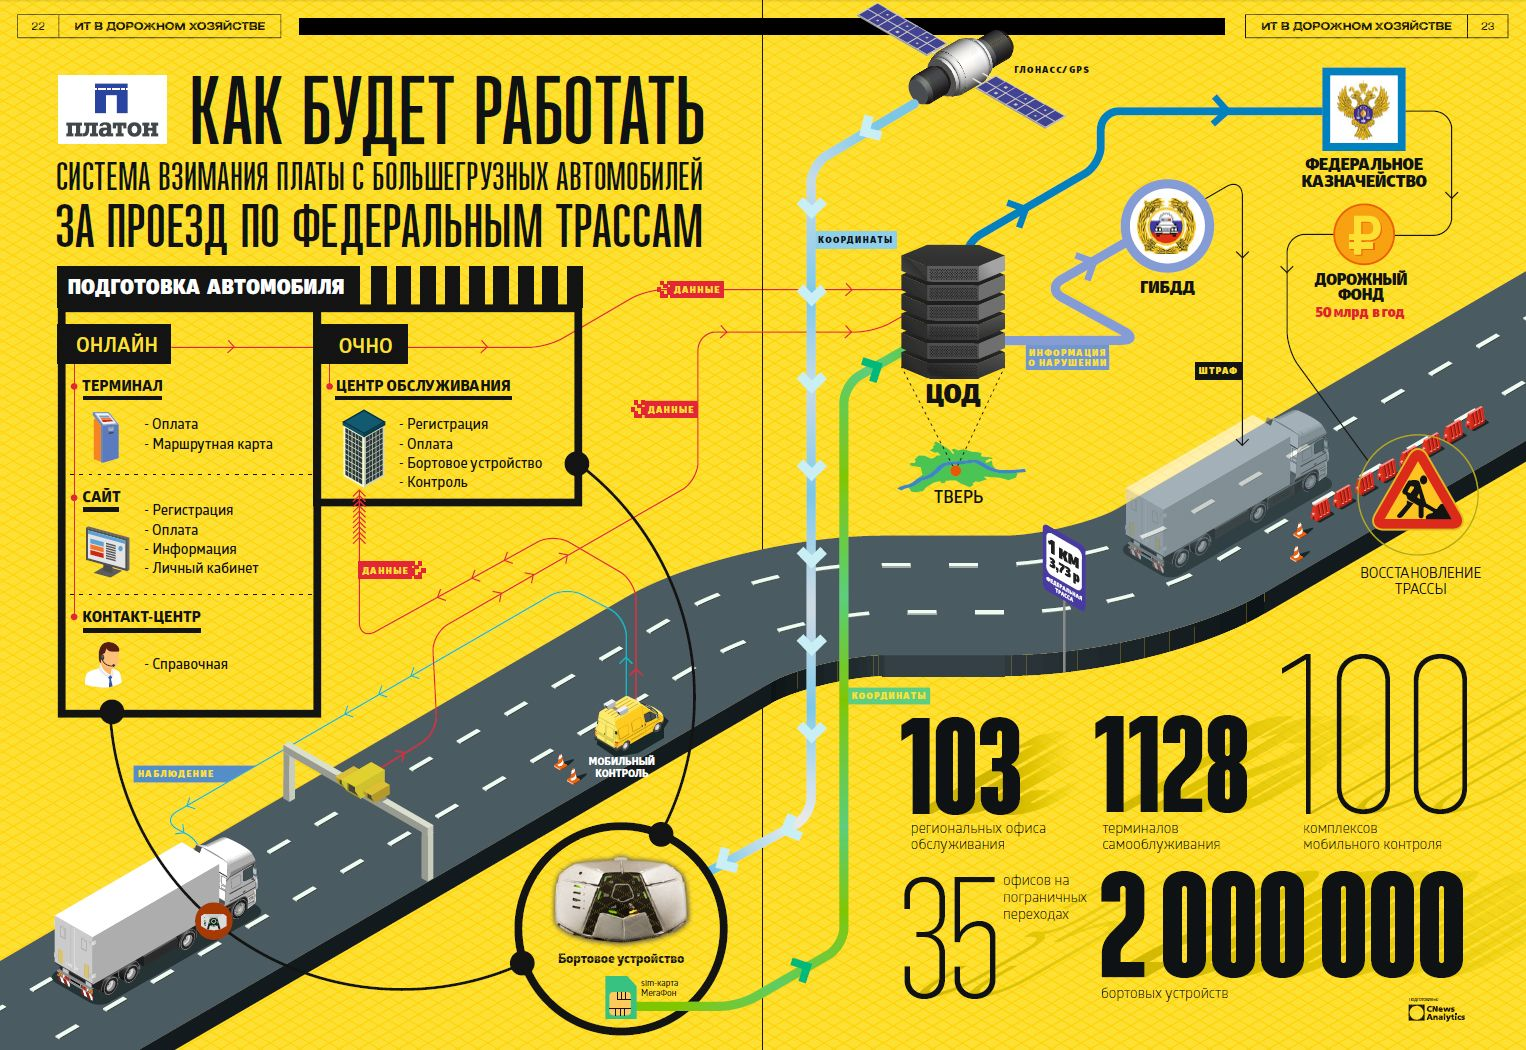 22
ИТ В ДОРОЖНОМ ХОЗЯЙСТВЕ
ИТ В ДОРОЖНОМ ХОЗЯЙСТВЕ
23
ПЛАТОН
КАК БУДЕТ РАБОТАТЬ
СИСТЕМА ВЗИМАНИЯ ПЛАТЫ С БОЛЬШЕГРУЗНЫХ АВТОМОБИЛЕЙ
ЗА ПРОЕЗД ПО ФЕДЕРАЛЬНЫМ ТРАССАМ
ПОДГОТОВКА АВТОМОБИЛЯ
ОНЛАЙН
ТЕРМИНАЛ
- Оплата
- Маршрутная карта
САЙТ
- Регистрация
- Оплата
- Информация
- Личный кабинет
КОНТАКТ-ЦЕНТР
- Справочная
ОЧНО
ЦЕНТР ОБСЛУЖИВАНИЯ
- Регистрация
- Оплата
- Бортовое устройство
- Контроль
ДАННЫЕ
ДАННЫЕ
ДАННЫЕ
НАБЛЮДЕНИЕ
МОБИЛЬНЫЙ
КОНТРОЛЬ
Бортовое устройство
sim-карта
МегаФон
ГЛОНАСС/GPS
КООРДИНАТЫ
КООРДИНАТЫ
ЦОД
ТВЕРЬ
ИНФОРМАЦИЯ
О НАРУШЕНИИ
ГИБДД
ШТРАФ
ФЕДЕРАЛЬНОЕ
КАЗНАЧЕЙСТВО
₽
ДОРОЖНЫЙ
ФОНД
50 млрд в год
1 КМ
3,73 р
ФЕДЕРАЛЬНАЯ
ТРАССА
ВОССТАНОВЛЕНИЕ
ТРАССЫ
103
региональных офиса
обслуживания
1128
терминалов
самообслуживания
100
комплексов
мобильного контроля
35
офисов на
пограничных
переходах
2 000 000
бортовых устройств
CNews
Analytics